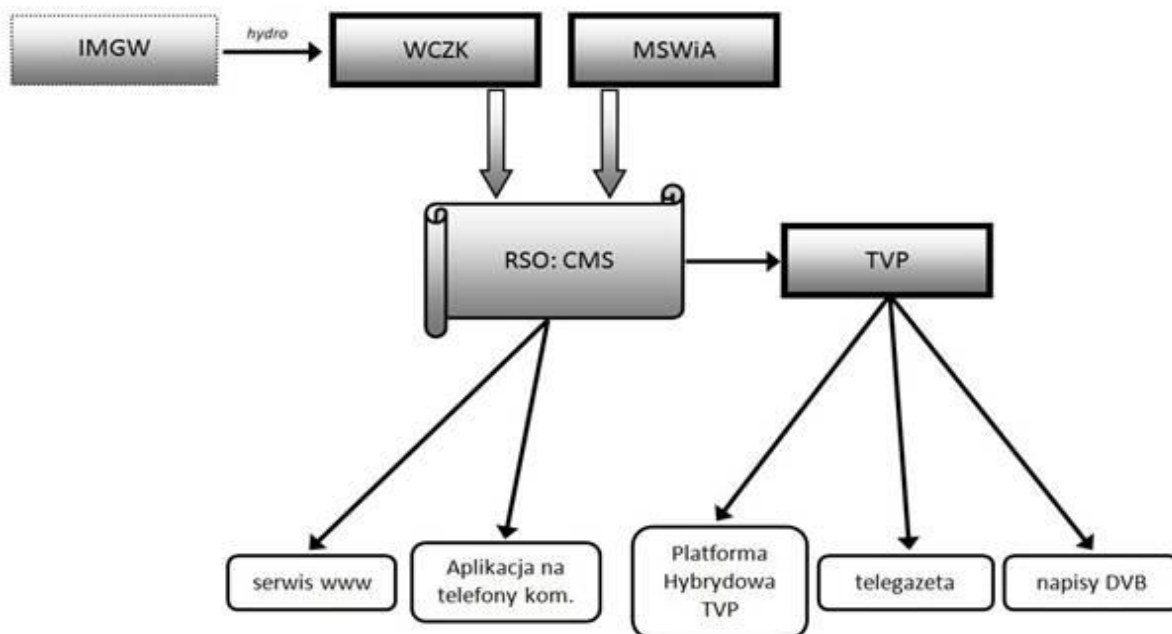 IMGW
hydro
WCZK
MSWiA
RSO: CMS
TVP
serwis www
Aplikacja na
telefony kom.
Platforma
Hybrydowa
TVP
telegazeta
napisy DVB